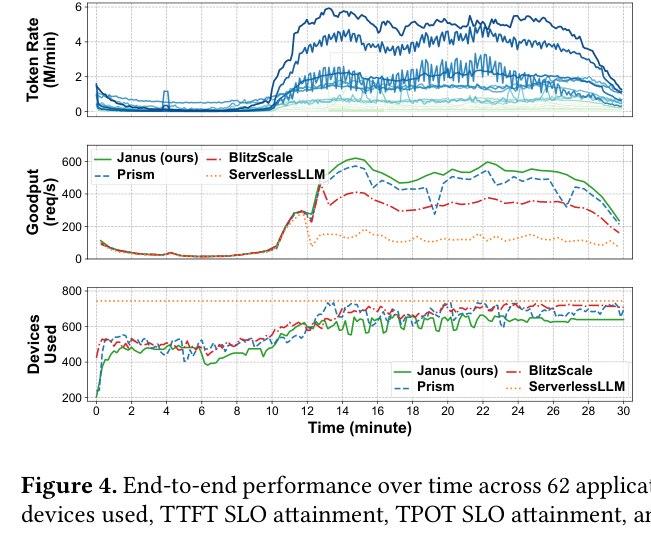 Token Rate
(M/min)
6
4
2
0
Goodput
(req/s)
600
400
200
0
Janus (ours)
Prism
BlitzScale
ServerlessLLM
Devices
Used
800
600
400
200
Janus (ours)
Prism
BlitzScale
ServerlessLLM
0 2 4 6 8 10 12 14 16 18 20 22 24 26 28 30
Time (minute)
Figure 4. End-to-end performance over time across 62 applicat
devices used, TTFT SLO attainment, TPOT SLO attainment, an